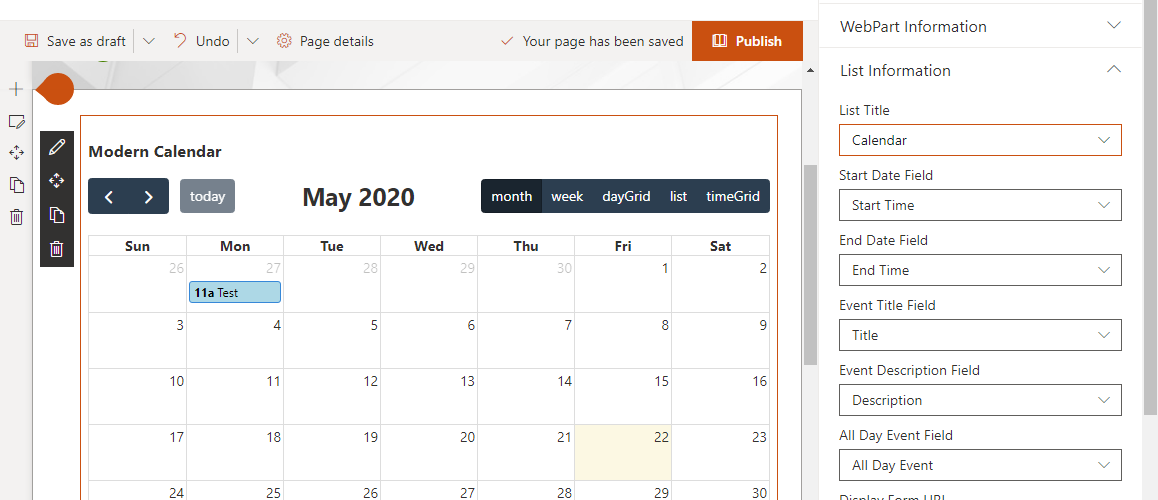 Save as draft Undo Page details Your page has been saved Publish
Modern Calendar
today May 2020 month week dayGrid list timeGrid
Sun Mon Tue Wed Thu Fri Sat
26 27 28 29 30 1 2
11a Test
3 4 5 6 7 8 9
10 11 12 13 14 15 16
17 18 19 20 21 22 23
24 25 26 27 28 29 30
WebPart Information
List Information
List Title
Calendar
Start Date Field
Start Time
End Date Field
End Time
Event Title Field
Title
Event Description Field
Description
All Day Event Field
All Day Event
Display Form URL